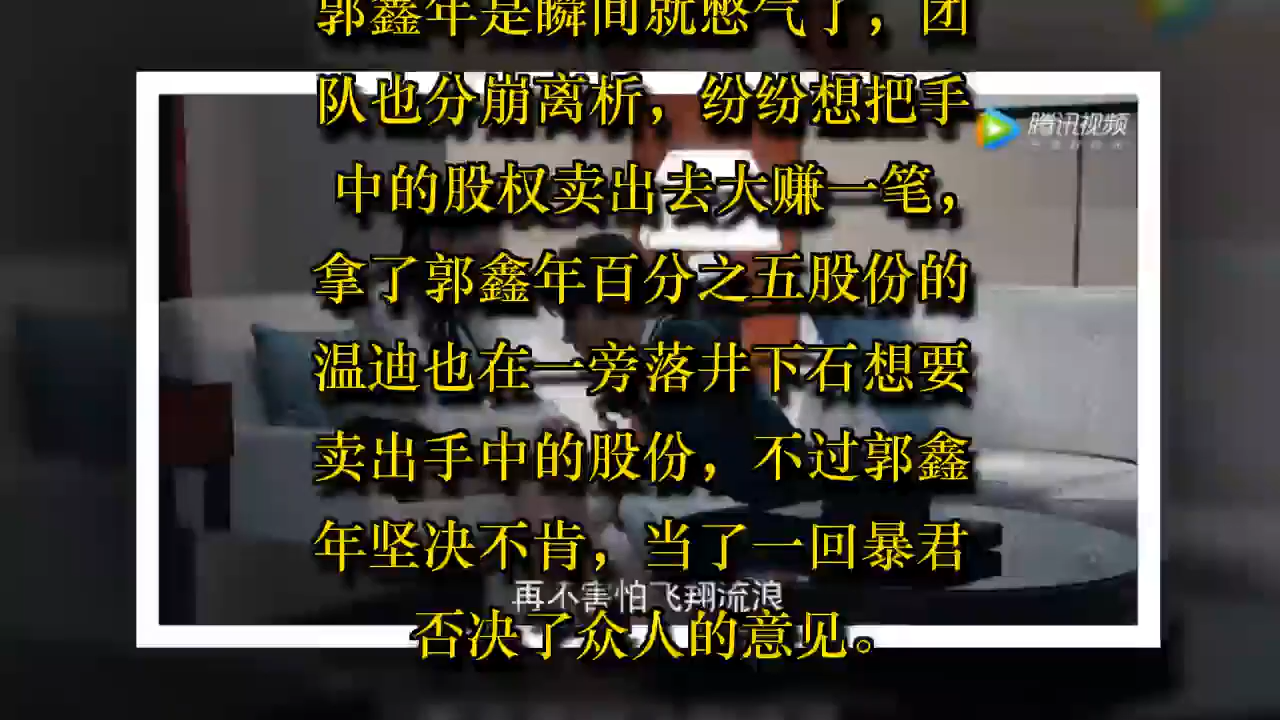 郭鑫年是瞬间就憋气了，团
队也分崩离析，纷纷想把手
腾讯视频
中的股权卖出去大赚一笔，
拿了郭鑫年百分之五股份的
温迪也在一旁落井下石想要
卖出手中的股份，不过郭鑫
年坚决不肯，当了一回暴君
再不害怕飞翔流浪
否决了众人的意见。